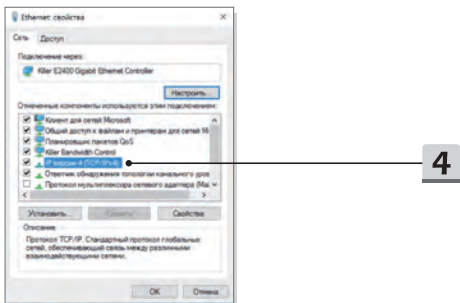 Ethernet: свойства
Сеть
Доступ
Подключение через:
Killer E2400 Gigabit Ethernet Controller
Настроить...
Отмеченные компоненты используются этим подключением:
Клиент для сетей Microsoft
Общий доступ к файлам и принтерам для сетей Mi
Планировщик пакетов QoS
Killer Bandwidth Control
IP версии 4 (TCP/IPv4)
4
Ответчик обнаружения топологии канального уров
Протокол мультиплексора сетевого адаптера (Май
Установить...
Удалить
Свойства
Описание
Протокол TCP/IP. Стандартный протокол глобальных
сетей, обеспечивающий связь между различными
взаимодействующими сетями.
ОК
Отмена